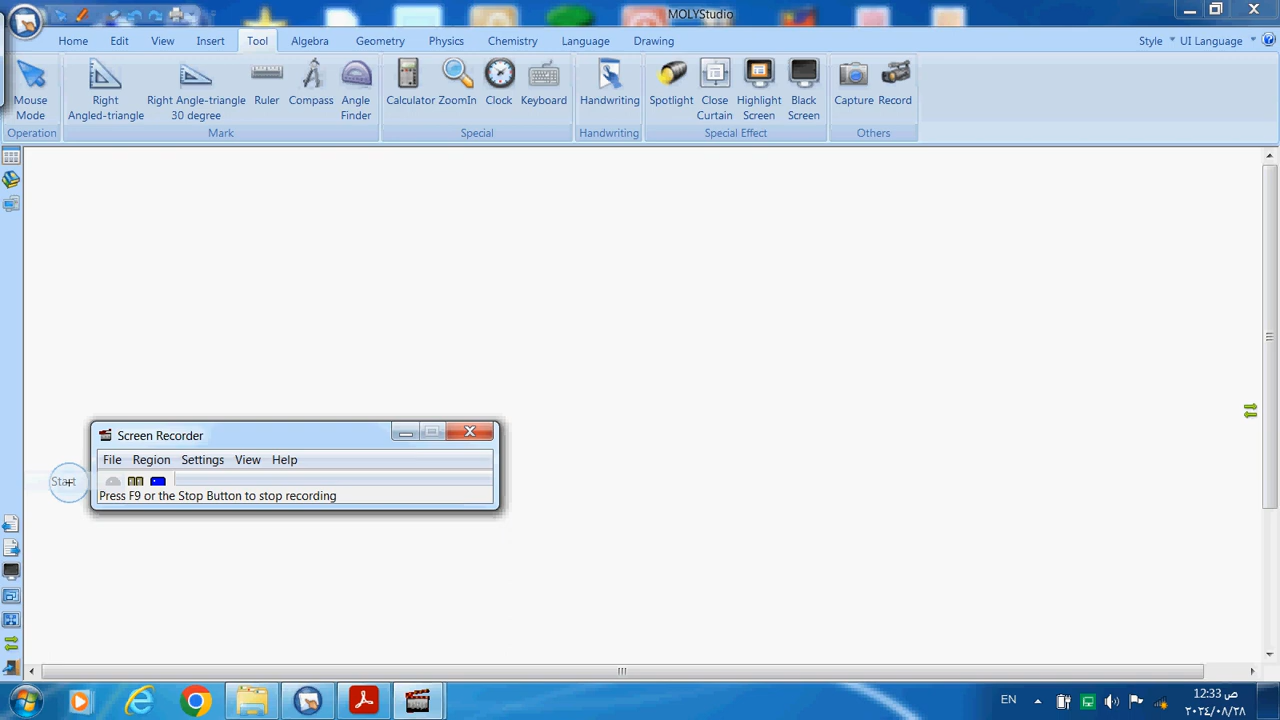 MOLYStudio
Home Edit View Insert Tool Algebra Geometry Physics Chemistry Language Drawing Style UI Language
Mouse Mode
Right Angled-triangle
Right Angle-triangle 30 degree
Ruler
Compass
Angle Finder
Calculator
ZoomIn
Clock
Keyboard
Handwriting
Spotlight
Close Curtain
Highlight Screen
Black Screen
Capture
Record
Operation Mark Special Handwriting Special Effect Others
Screen Recorder
File Region Settings View Help
Start
Press F9 or the Stop Button to stop recording
EN
12:33 ص
٢٠٢٤/٠٨/٢٨